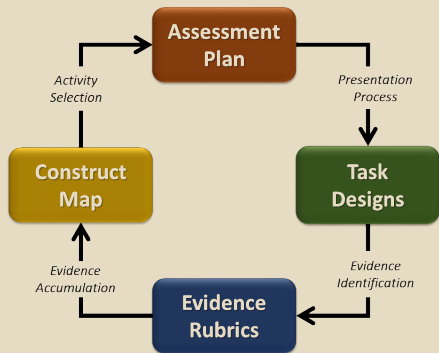 Assessment
Plan
Activity
Selection
Presentation
Process
Construct
Map
Task
Designs
Evidence
Accumulation
Evidence
Identification
Evidence
Rubrics